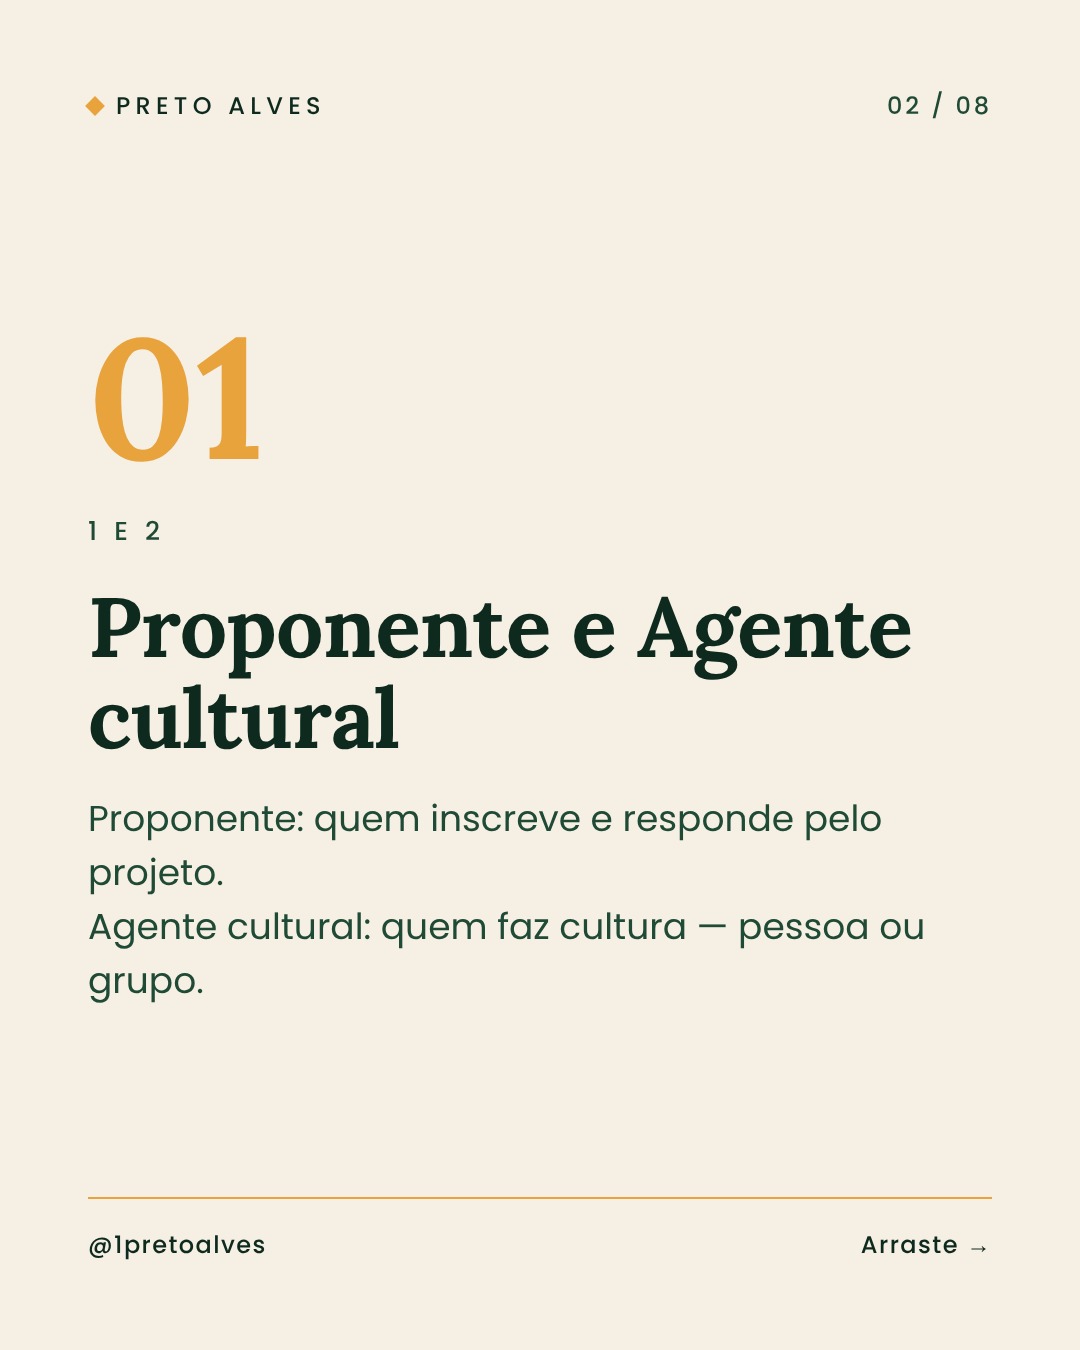 PRETO ALVES
02 / 08
01
1 E 2
Proponente e Agente
cultural
Proponente: quem inscreve e responde pelo
projeto.
Agente cultural: quem faz cultura — pessoa ou
grupo.
@1pretoalves
Arraste →